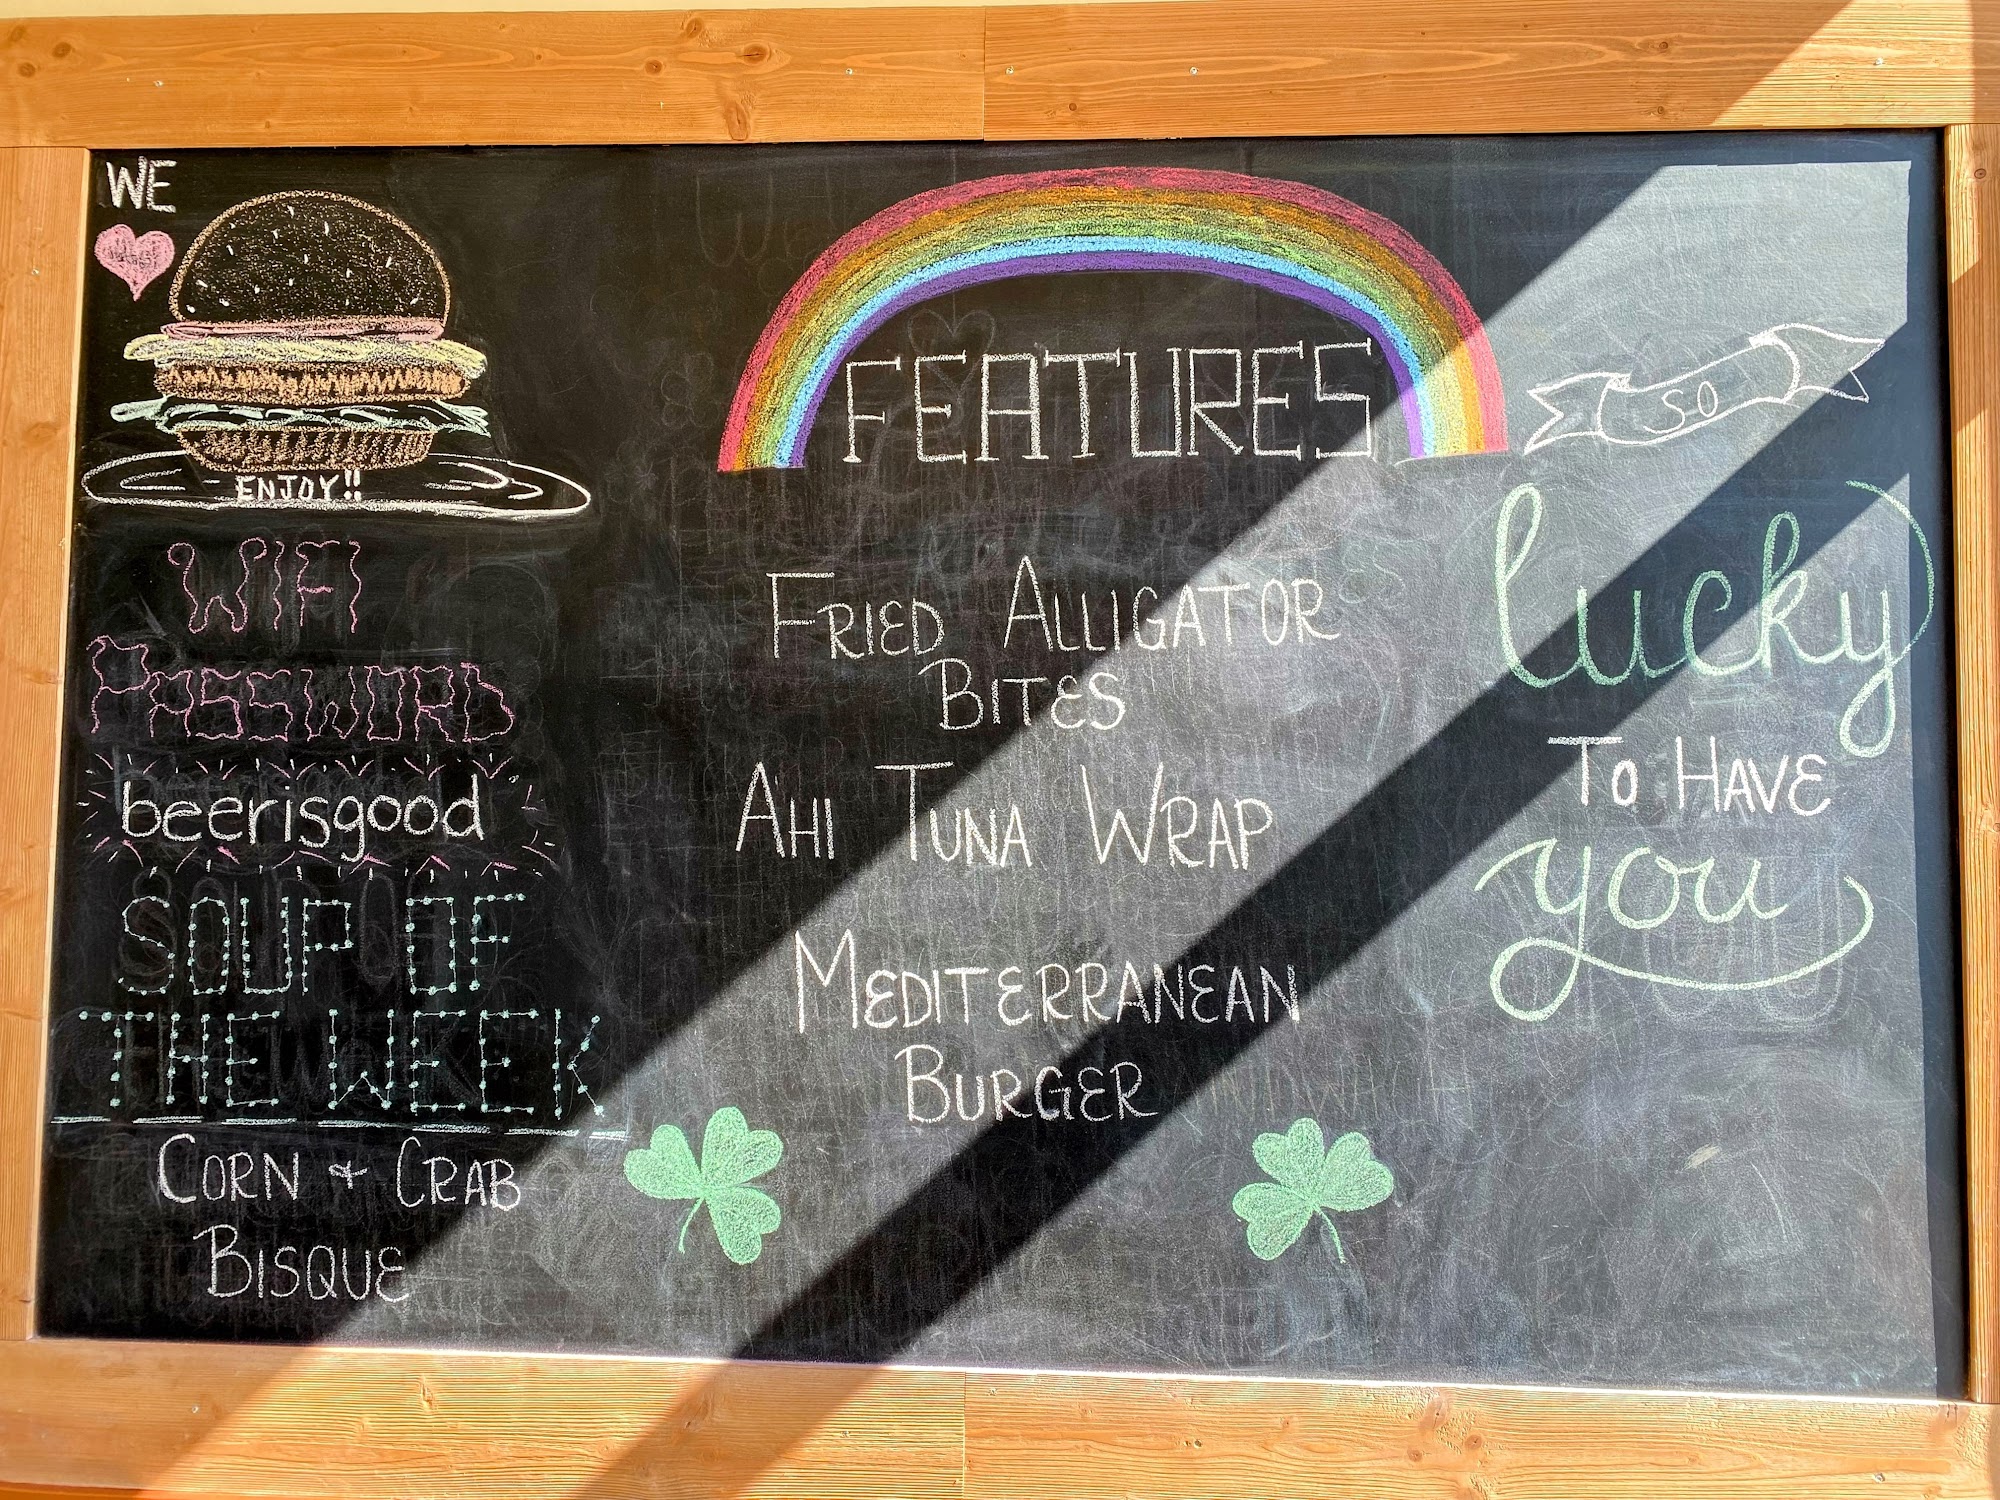 WE
ENJOY!!
WIFI
PASSWORD
beerisgood
SOUP OF
THE WEEK
CORN + CRAB
BISQUE
FEATURES
FRIED ALLIGATOR
BITES
AHI TUNA WRAP
MEDITERRANEAN
BURGER
SO
lucky
TO HAVE
you